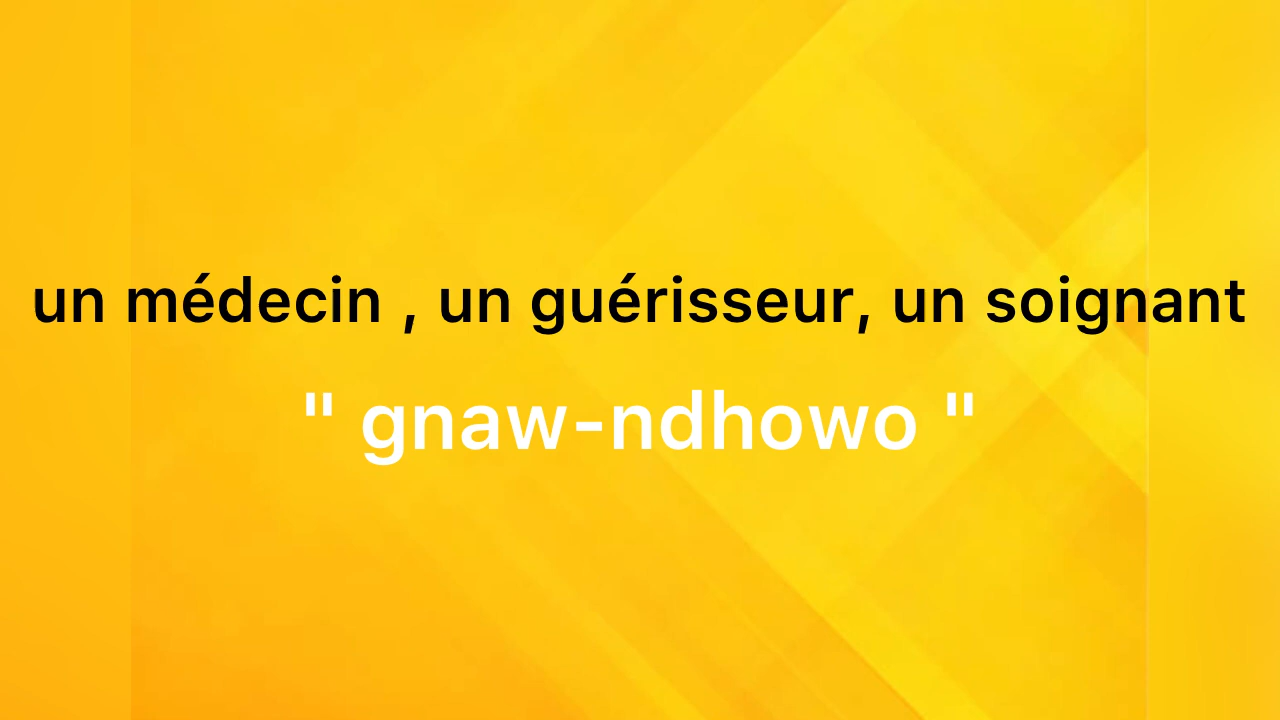 un médecin , un guérisseur, un soignant
" gnaw-ndhowo "